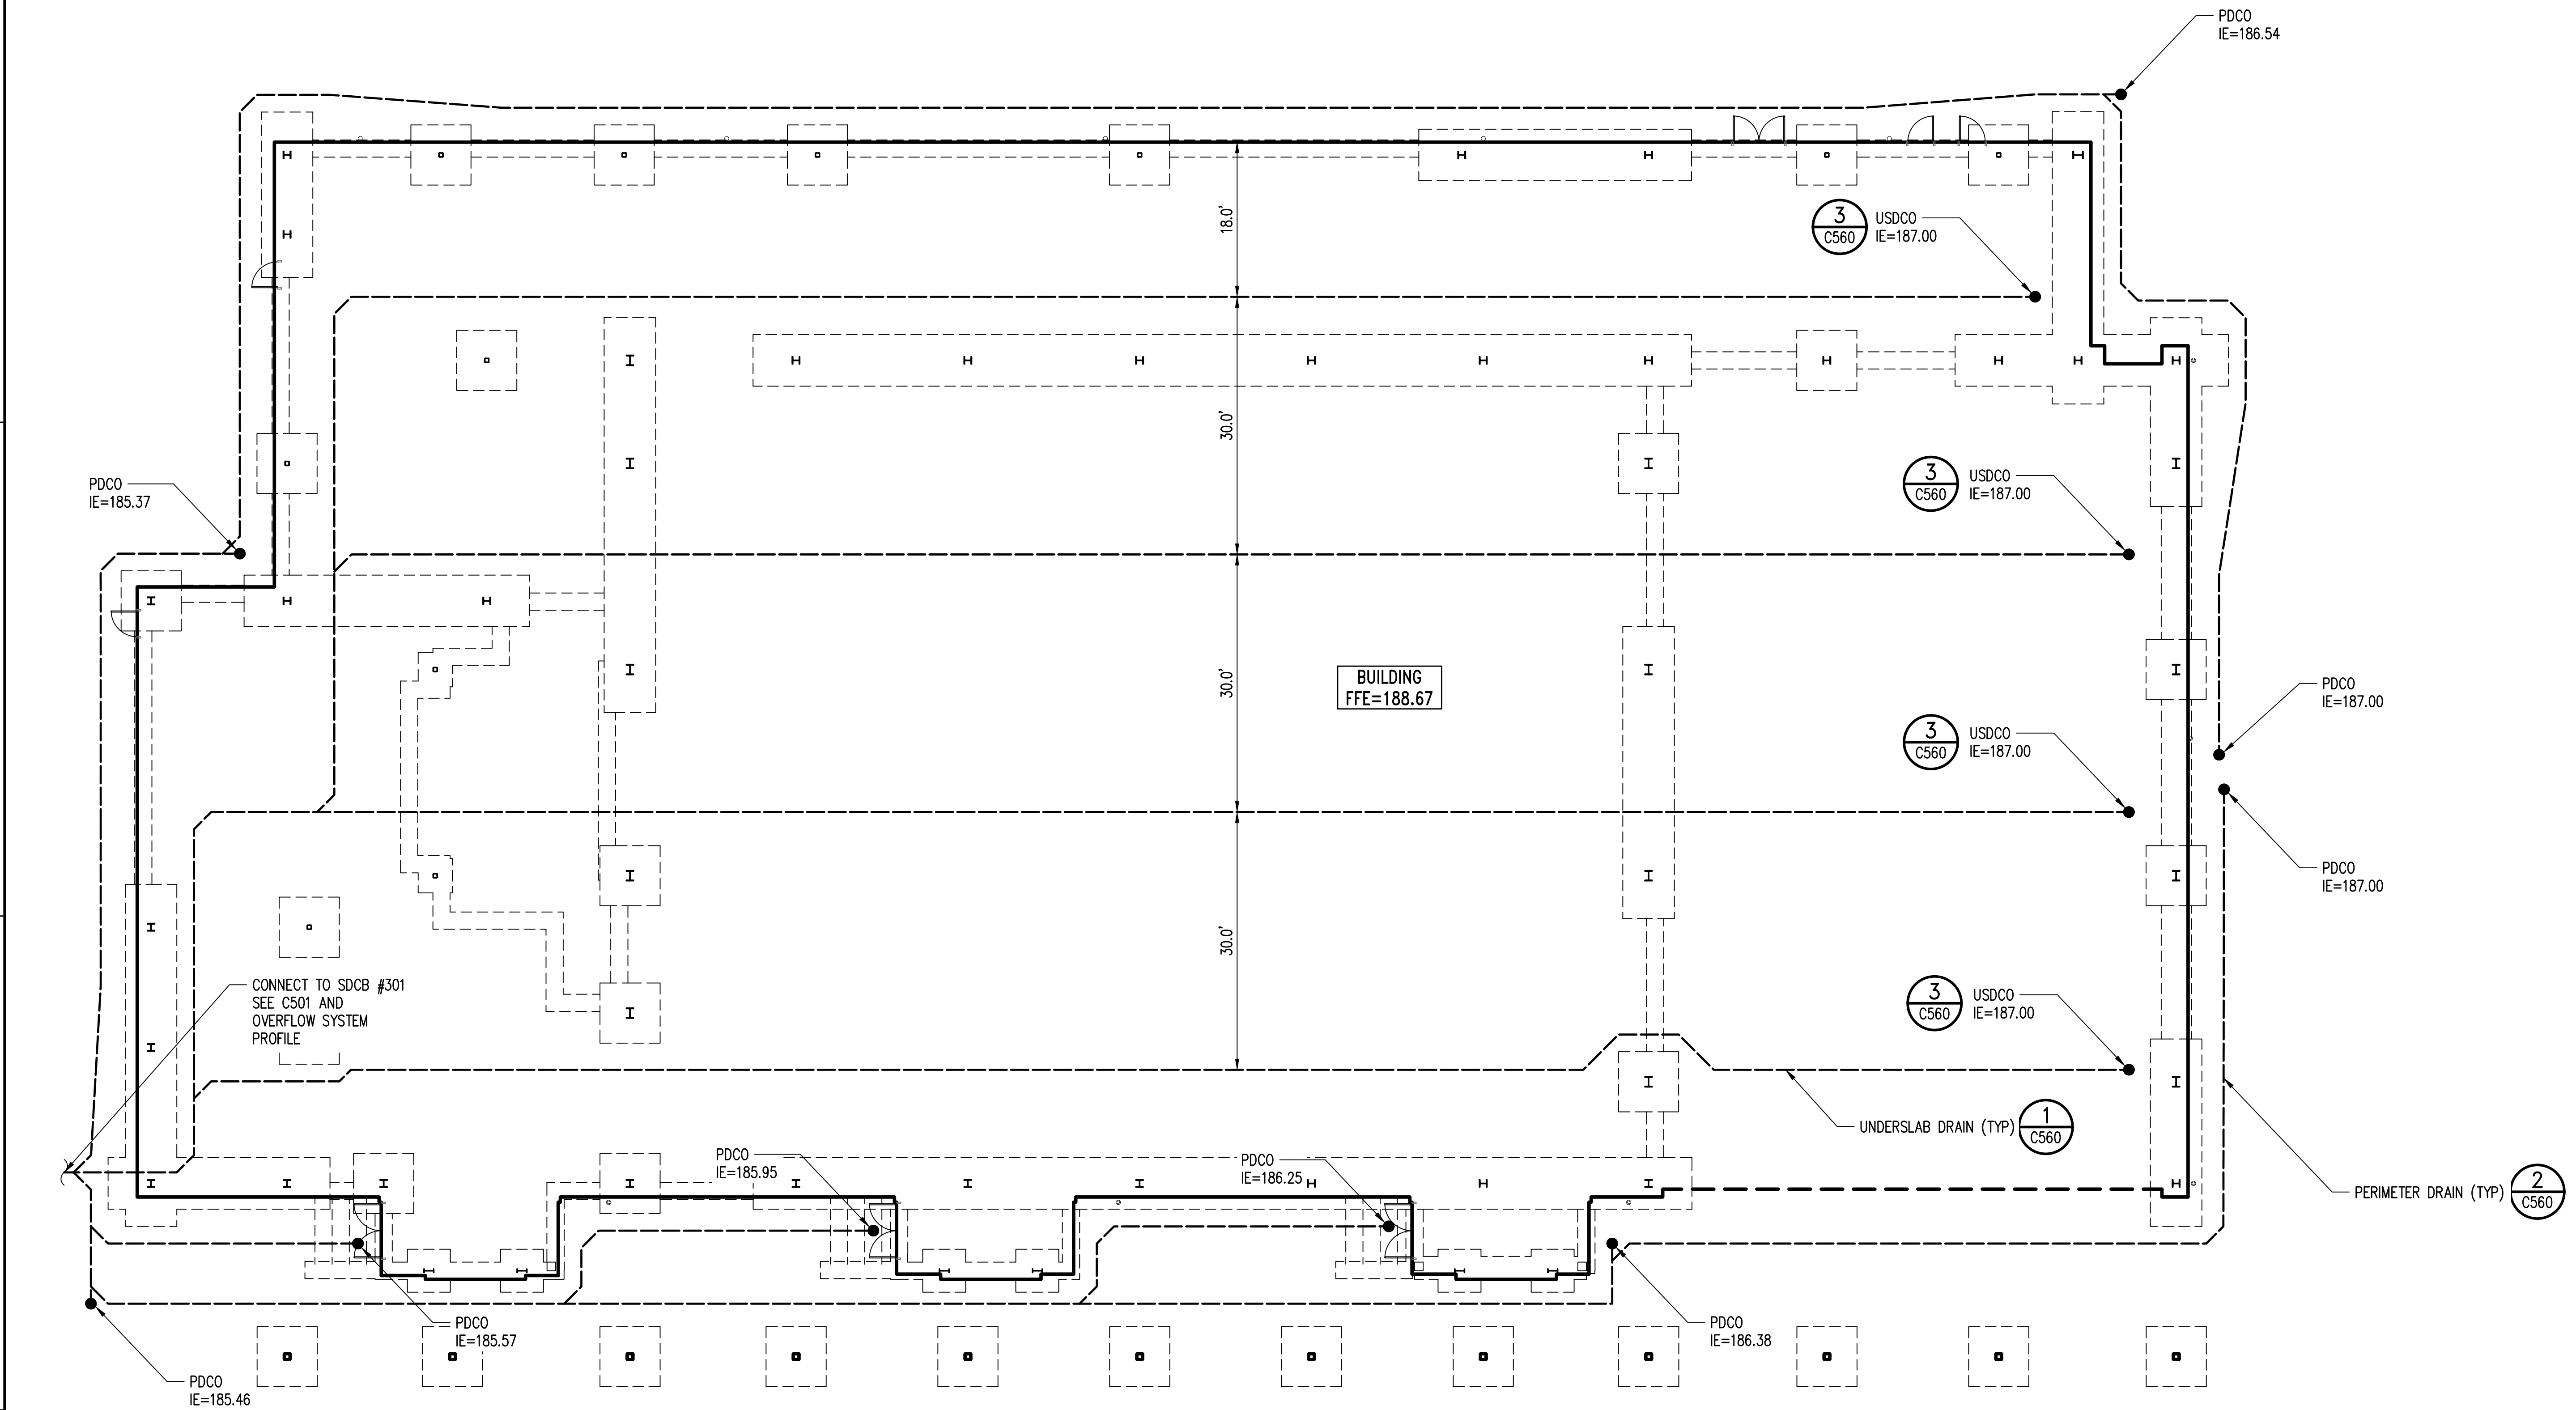 PDCO
IE=186.54
18.0'
3
C560
USDCO
IE=187.00
30.0'
3
C560
USDCO
IE=187.00
PDCO
IE=185.37
30.0'
BUILDING
FFE=188.67
PDCO
IE=187.00
3
C560
USDCO
IE=187.00
PDCO
IE=187.00
30.0'
CONNECT TO SDCB #301
SEE C501 AND
OVERFLOW SYSTEM
PROFILE
3
C560
USDCO
IE=187.00
UNDERSLAB DRAIN (TYP)
1
C560
PDCO
IE=185.95
PDCO
IE=186.25
PERIMETER DRAIN (TYP)
2
C560
PDCO
IE=185.57
PDCO
IE=186.38
PDCO
IE=185.46